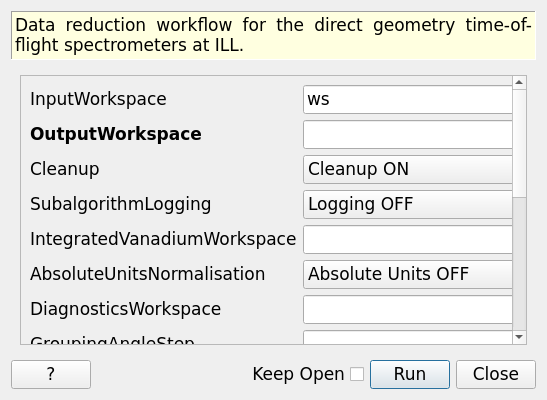 Data reduction workflow for the direct geometry time-of-
flight spectrometers at ILL.
InputWorkspace ws
OutputWorkspace
Cleanup Cleanup ON
SubalgorithmLogging Logging OFF
IntegratedVanadiumWorkspace
AbsoluteUnitsNormalisation Absolute Units OFF
DiagnosticsWorkspace
GroupingAngleStep
? Keep Open Run Close